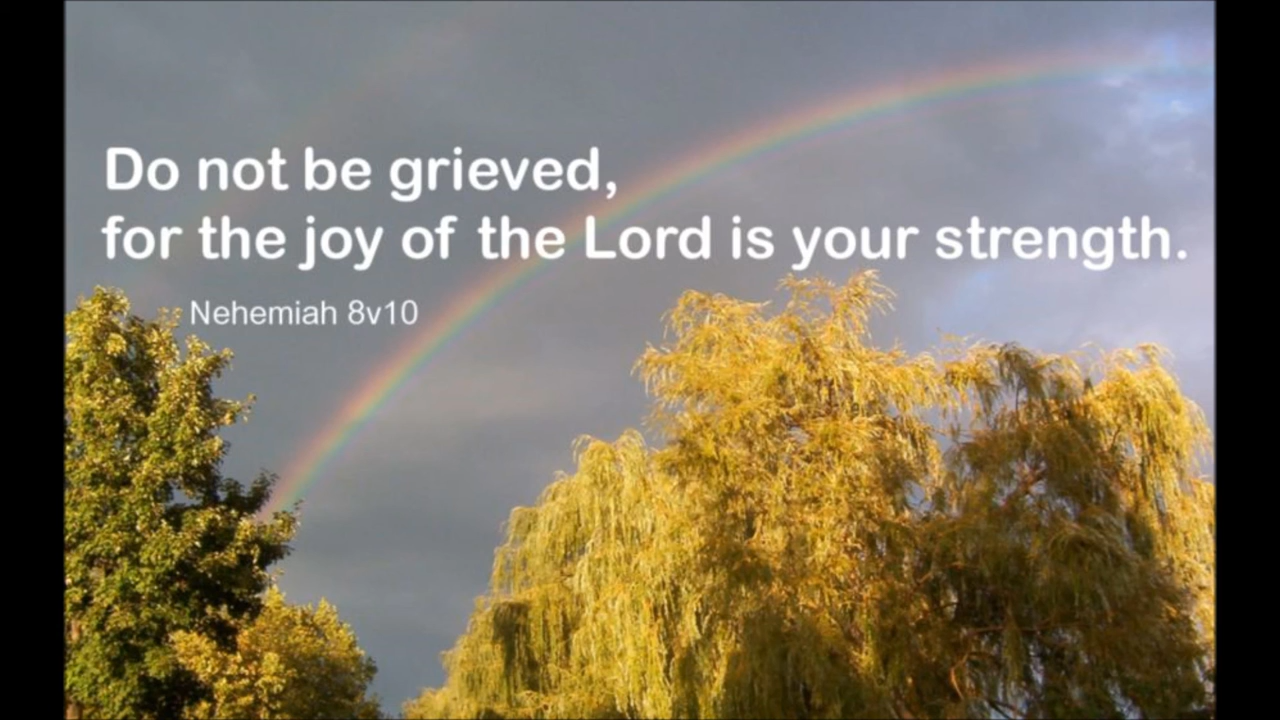 Do not be grieved,
for the joy of the Lord is your strength.
Nehemiah 8v10